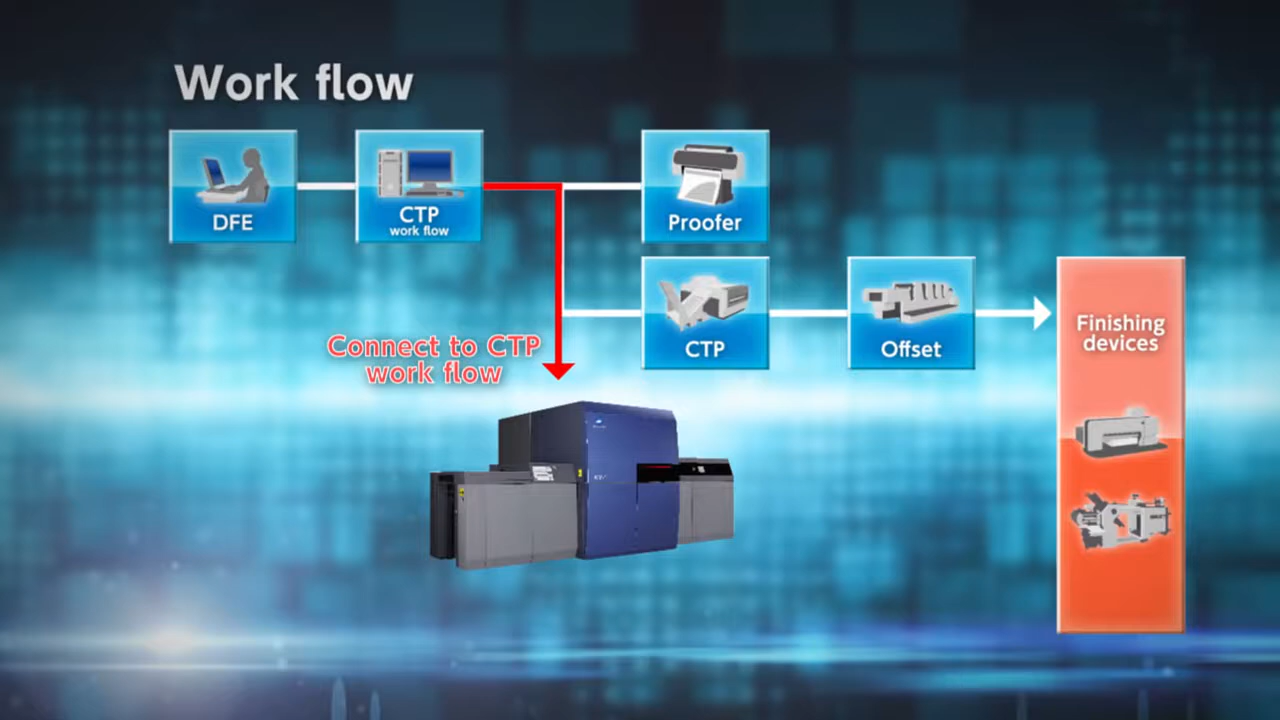 Work flow
DFE
CTP
work flow
Proofer
CTP
Offset
Finishing
devices
Connect to CTP
work flow